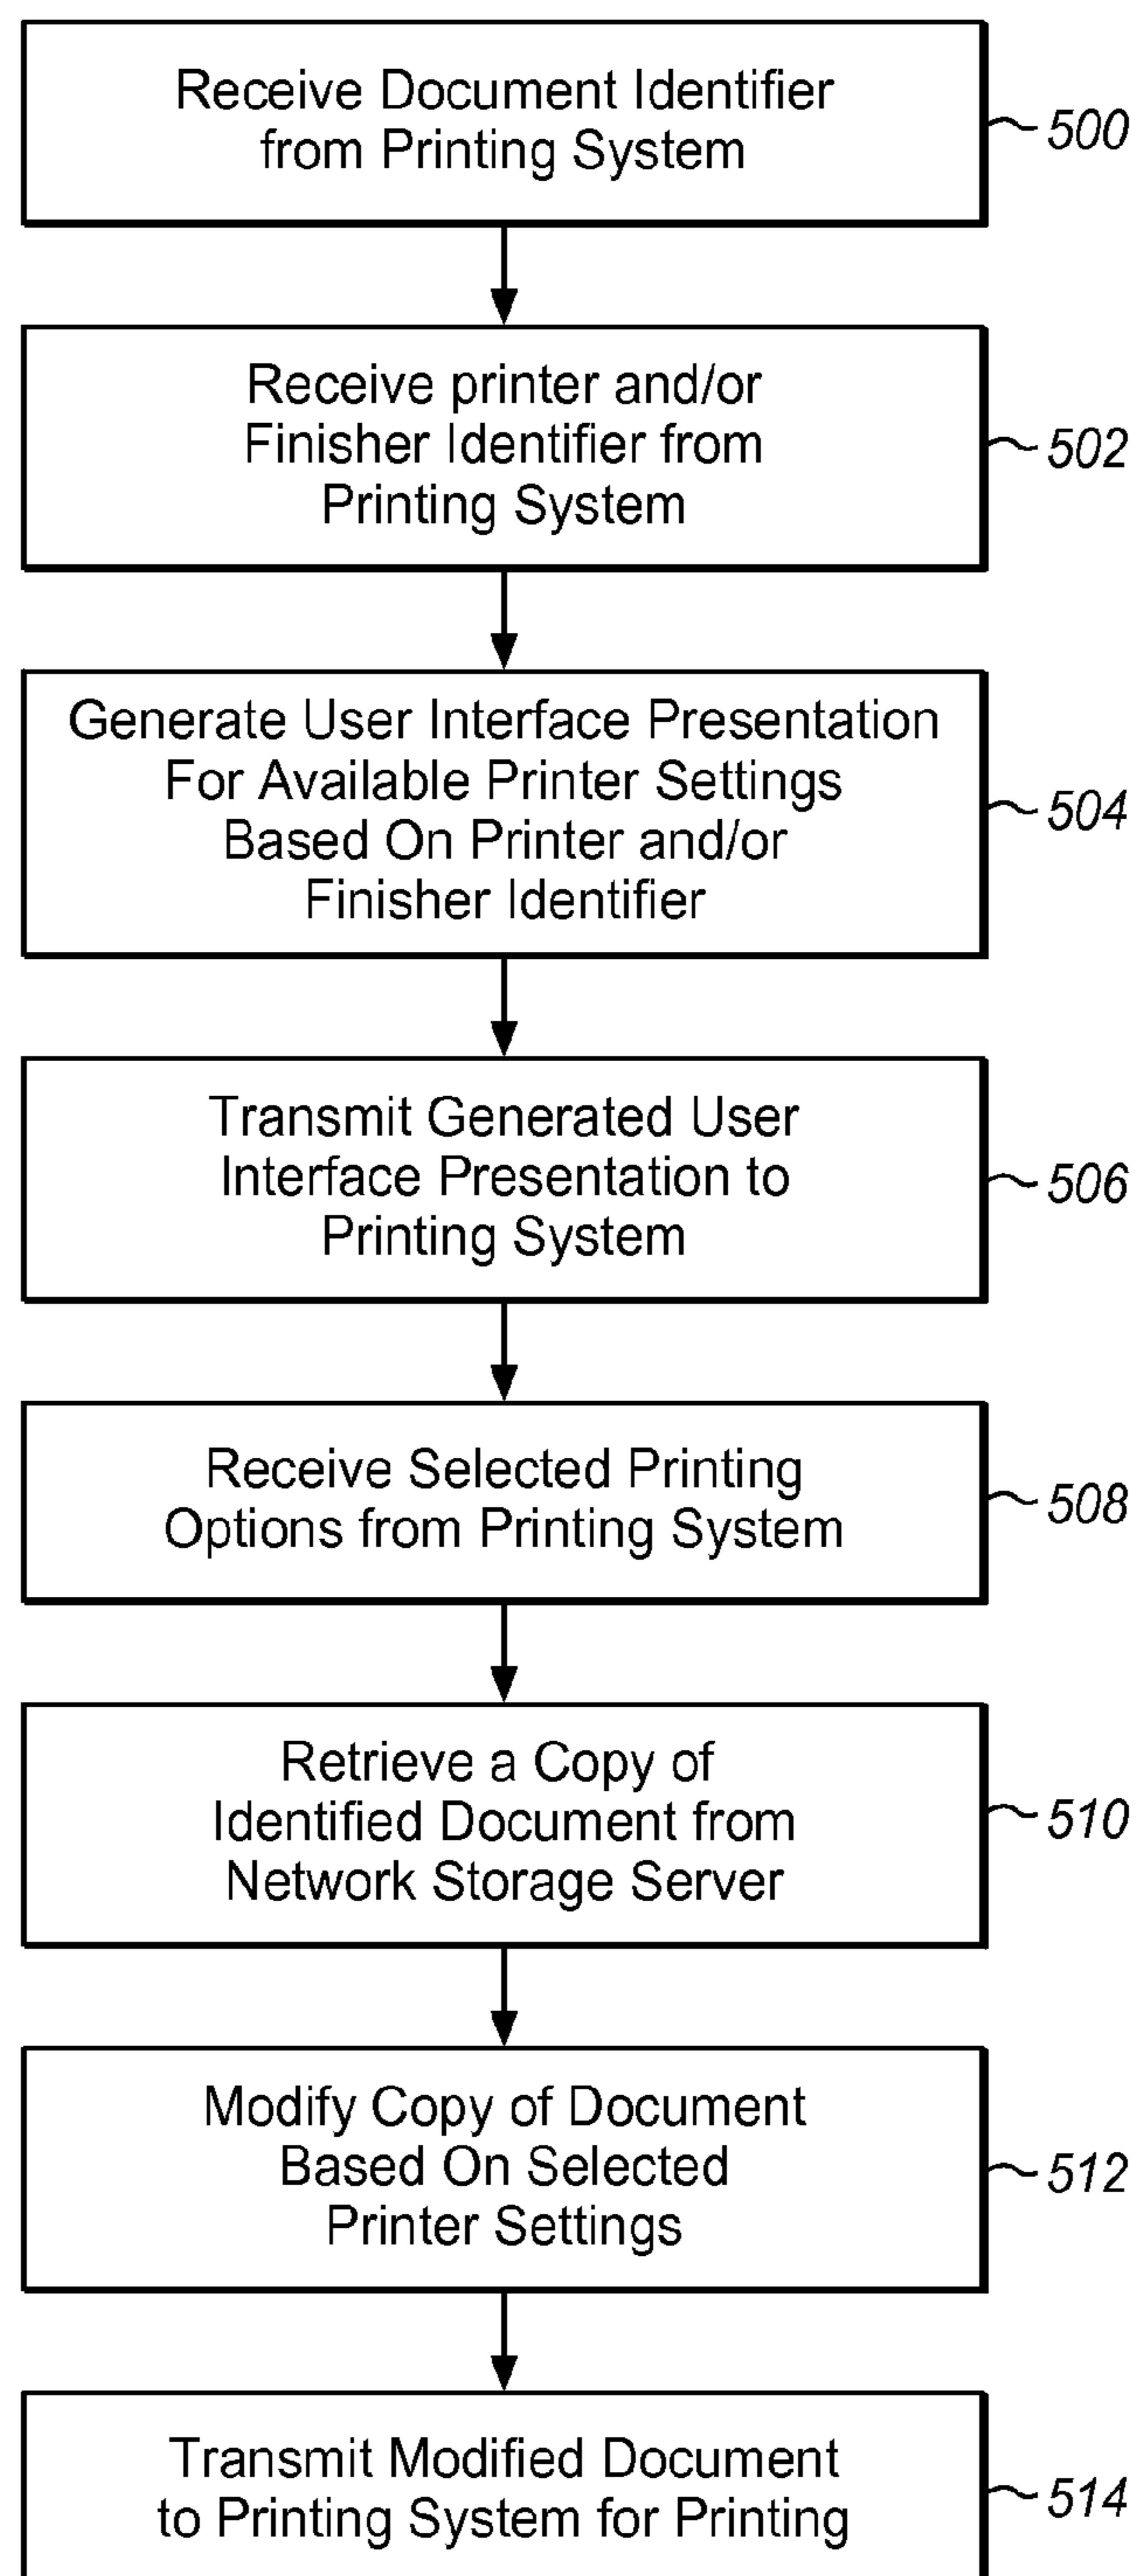 Receive Document Identifier
from Printing System
500
Receive printer and/or
Finisher Identifier from
Printing System
502
Generate User Interface Presentation
For Available Printer Settings
Based On Printer and/or
Finisher Identifier
504
Transmit Generated User
Interface Presentation to
Printing System
506
Receive Selected Printing
Options from Printing System
508
Retrieve a Copy of
Identified Document from
Network Storage Server
510
Modify Copy of Document
Based On Selected
Printer Settings
512
Transmit Modified Document
to Printing System for Printing
514